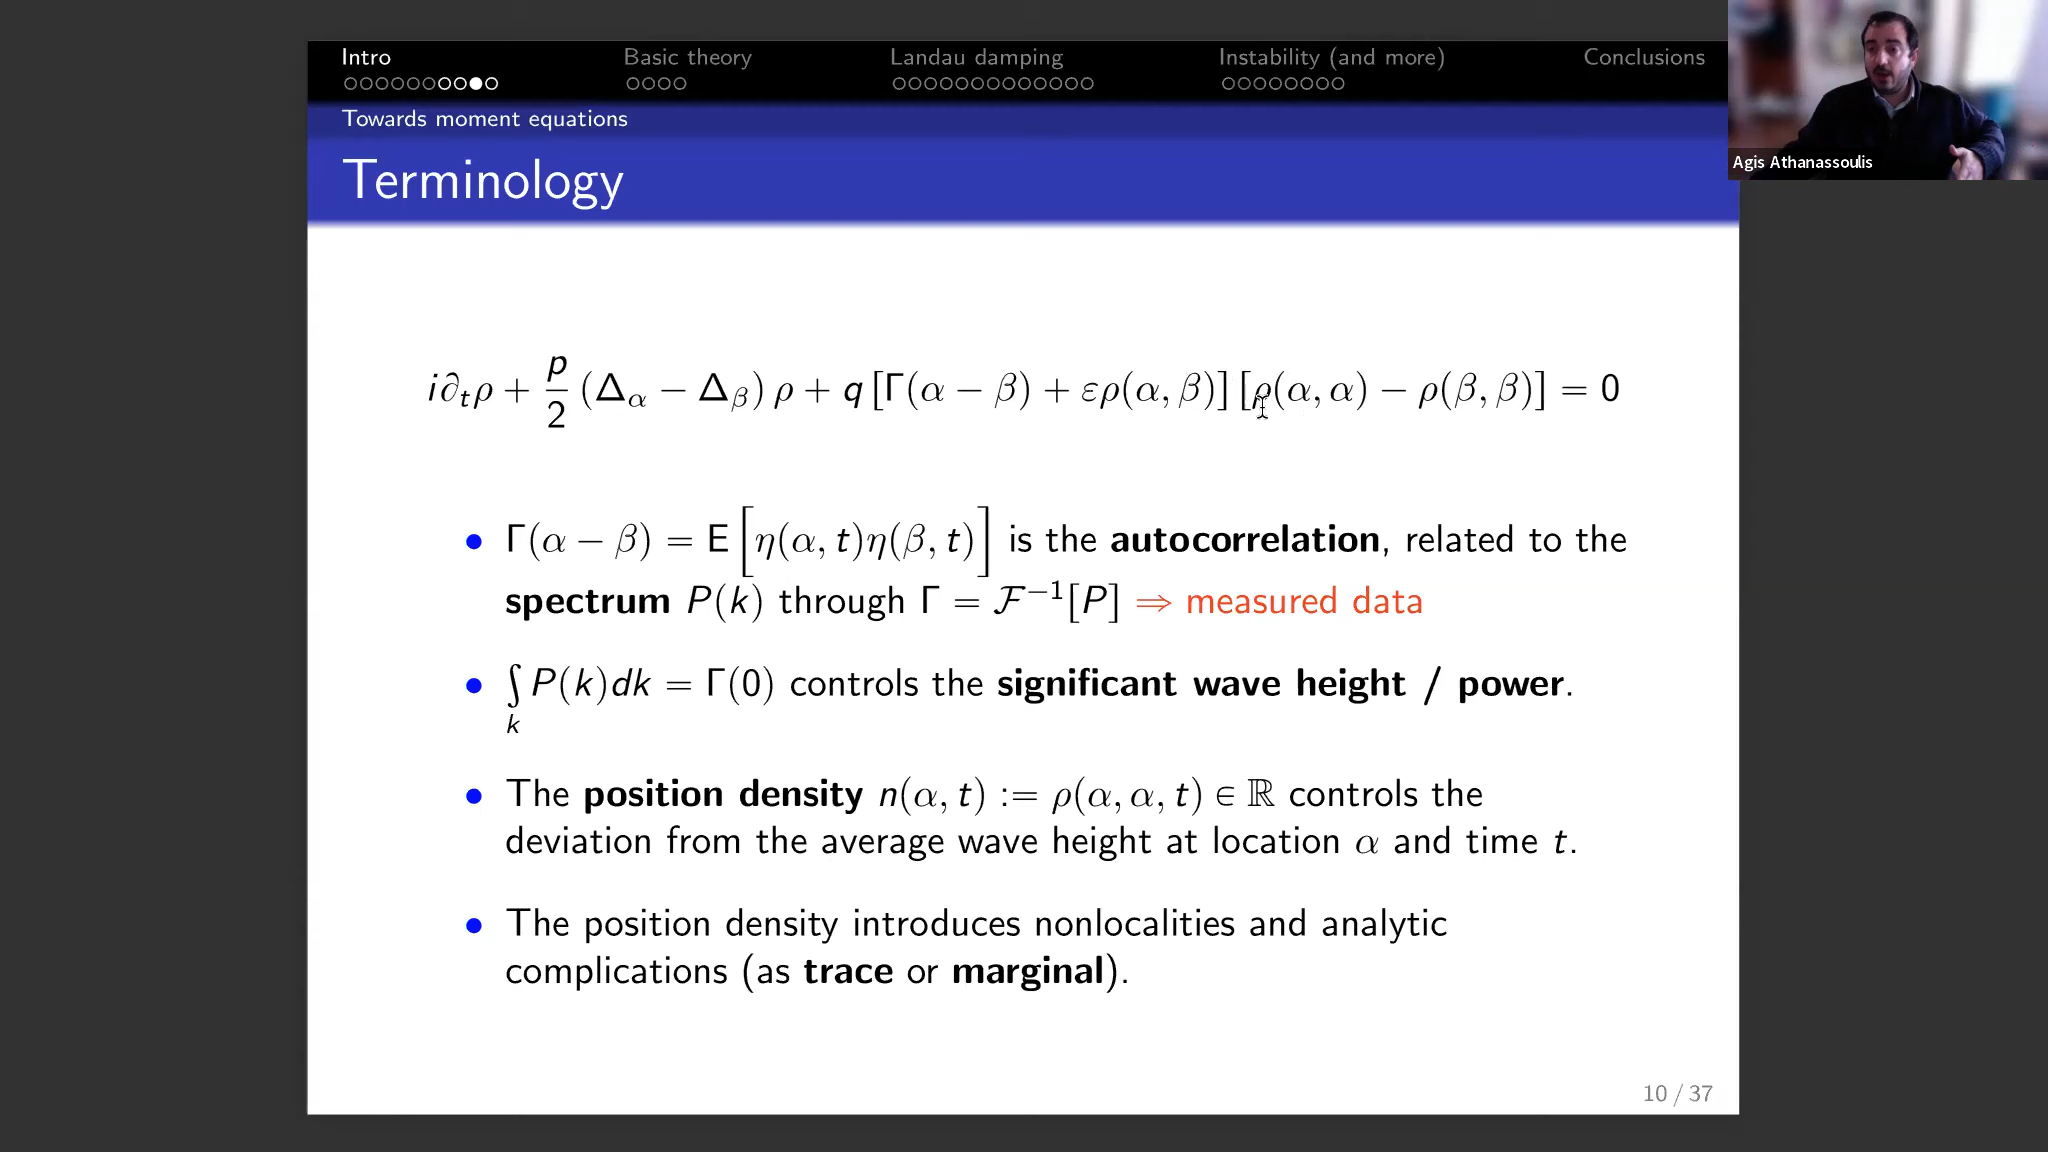 Intro Basic theory Landau damping Instability (and more) Conclusions
Towards moment equations
Terminology
Agis Athanassoulis
i∂ₜρ + p/2 (Δ_α − Δ_β) ρ + q [Γ(α − β) + ερ(α, β)] [ρ(α, α) − ρ(β, β)] = 0
• Γ(α − β) = E[η(α, t)η(β, t)] is the autocorrelation, related to the
spectrum P(k) through Γ = ℱ⁻¹[P] ⇒ measured data
• ∫_k P(k)dk = Γ(0) controls the significant wave height / power.
• The position density n(α, t) := ρ(α, α, t) ∈ ℝ controls the
deviation from the average wave height at location α and time t.
• The position density introduces nonlocalities and analytic
complications (as trace or marginal).
10 / 37